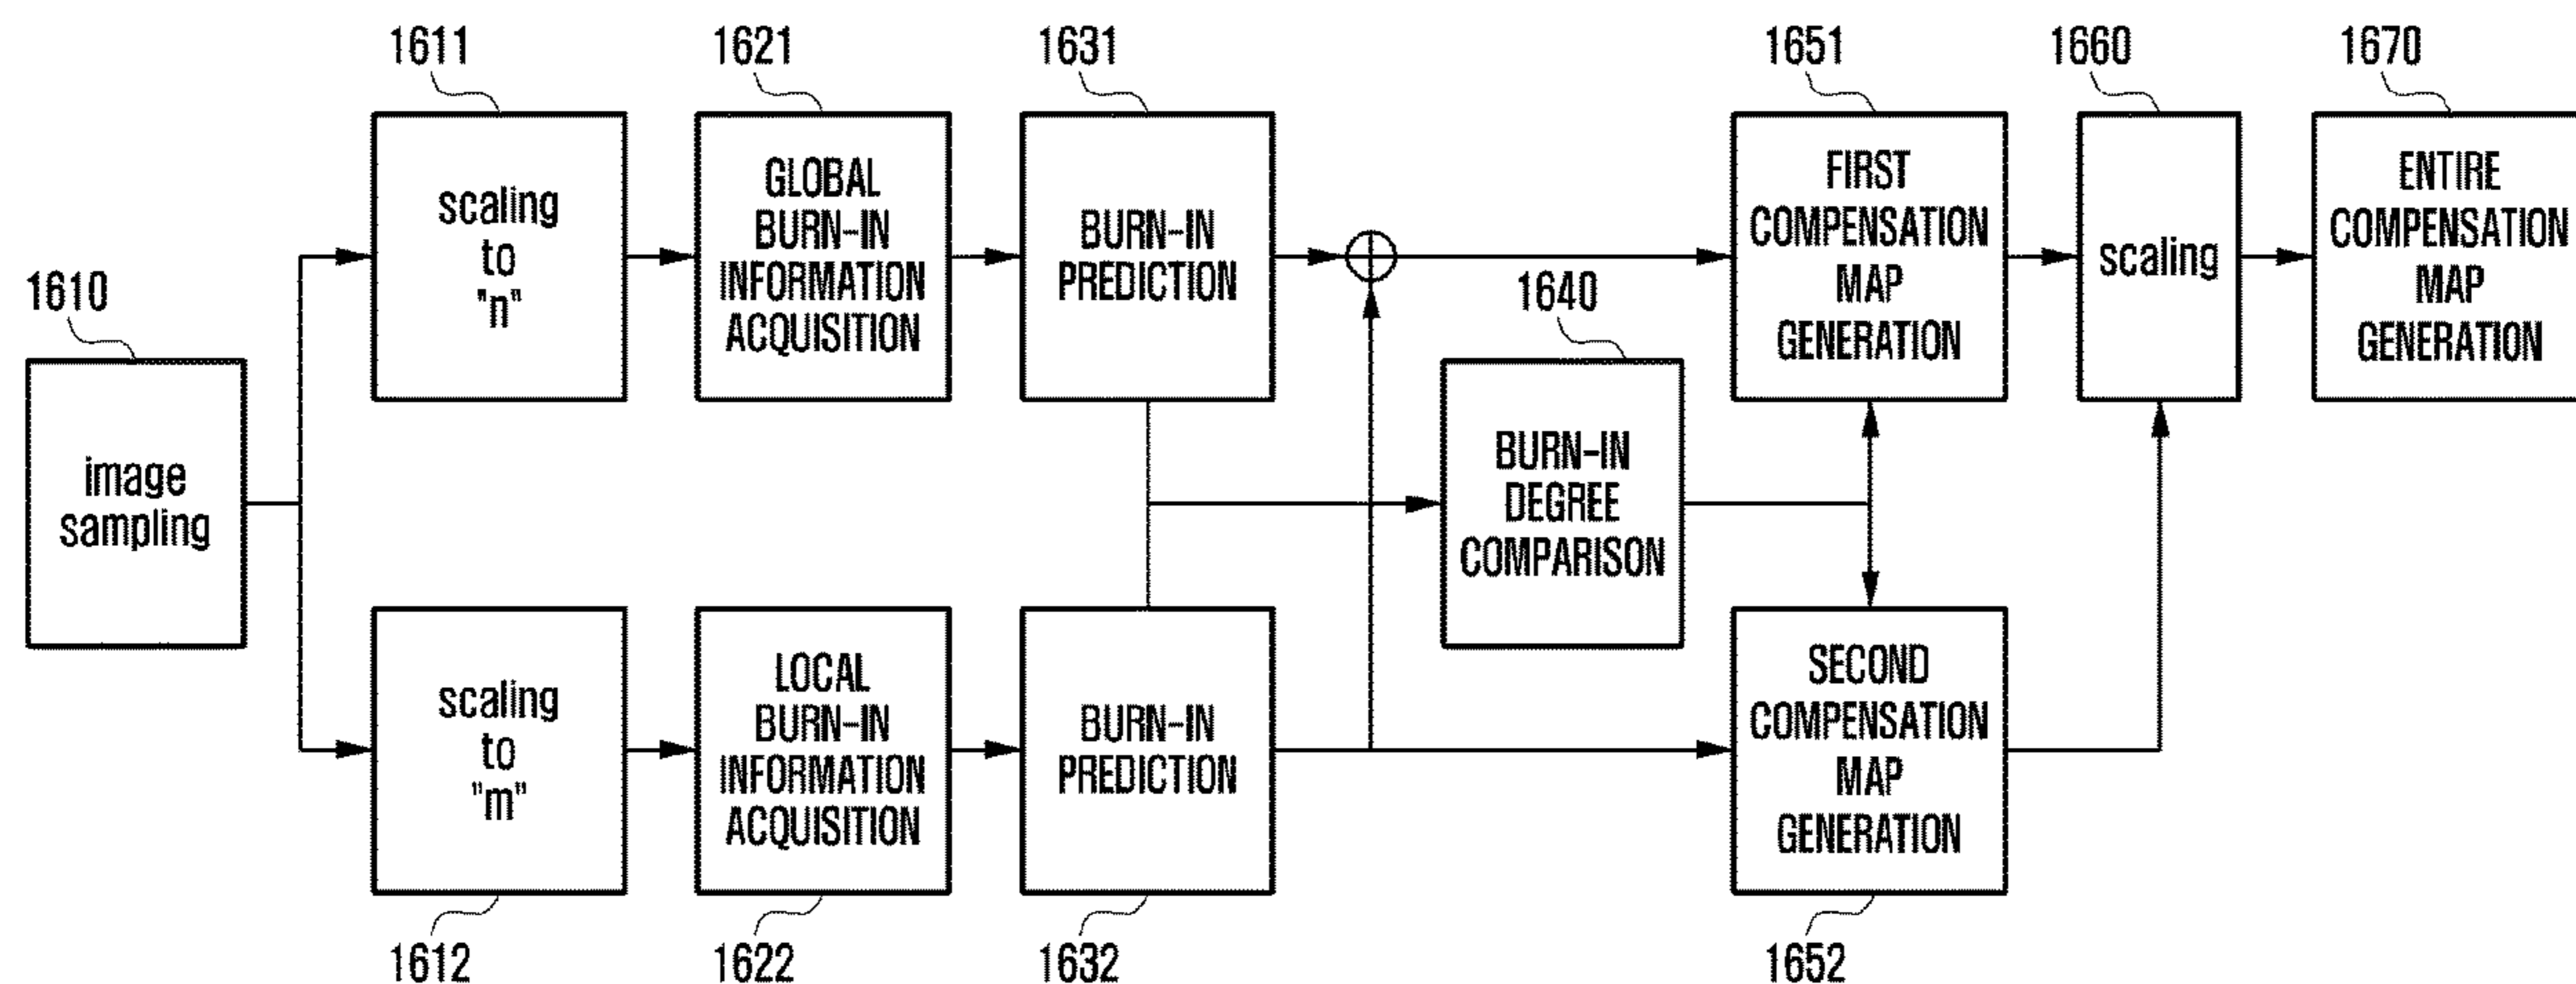 1611
1621
1631
1651
1660
1670
scaling
to
"n"
GLOBAL
BURN-IN
INFORMATION
ACQUISITION
BURN-IN
PREDICTION
FIRST
COMPENSATION
MAP
GENERATION
scaling
ENTIRE
COMPENSATION
MAP
GENERATION
1610
image
sampling
1640
BURN-IN
DEGREE
COMPARISON
scaling
to
"m"
LOCAL
BURN-IN
INFORMATION
ACQUISITION
BURN-IN
PREDICTION
SECOND
COMPENSATION
MAP
GENERATION
1612
1622
1632
1652